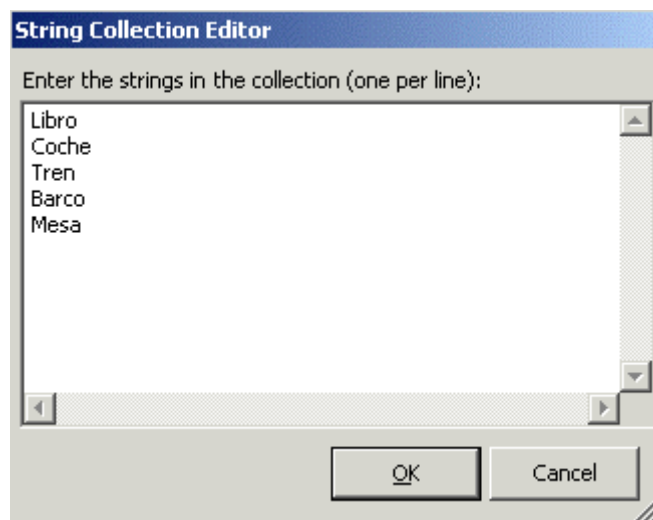 String Collection Editor
Enter the strings in the collection (one per line):
Libro
Coche
Tren
Barco
Mesa
OK Cancel